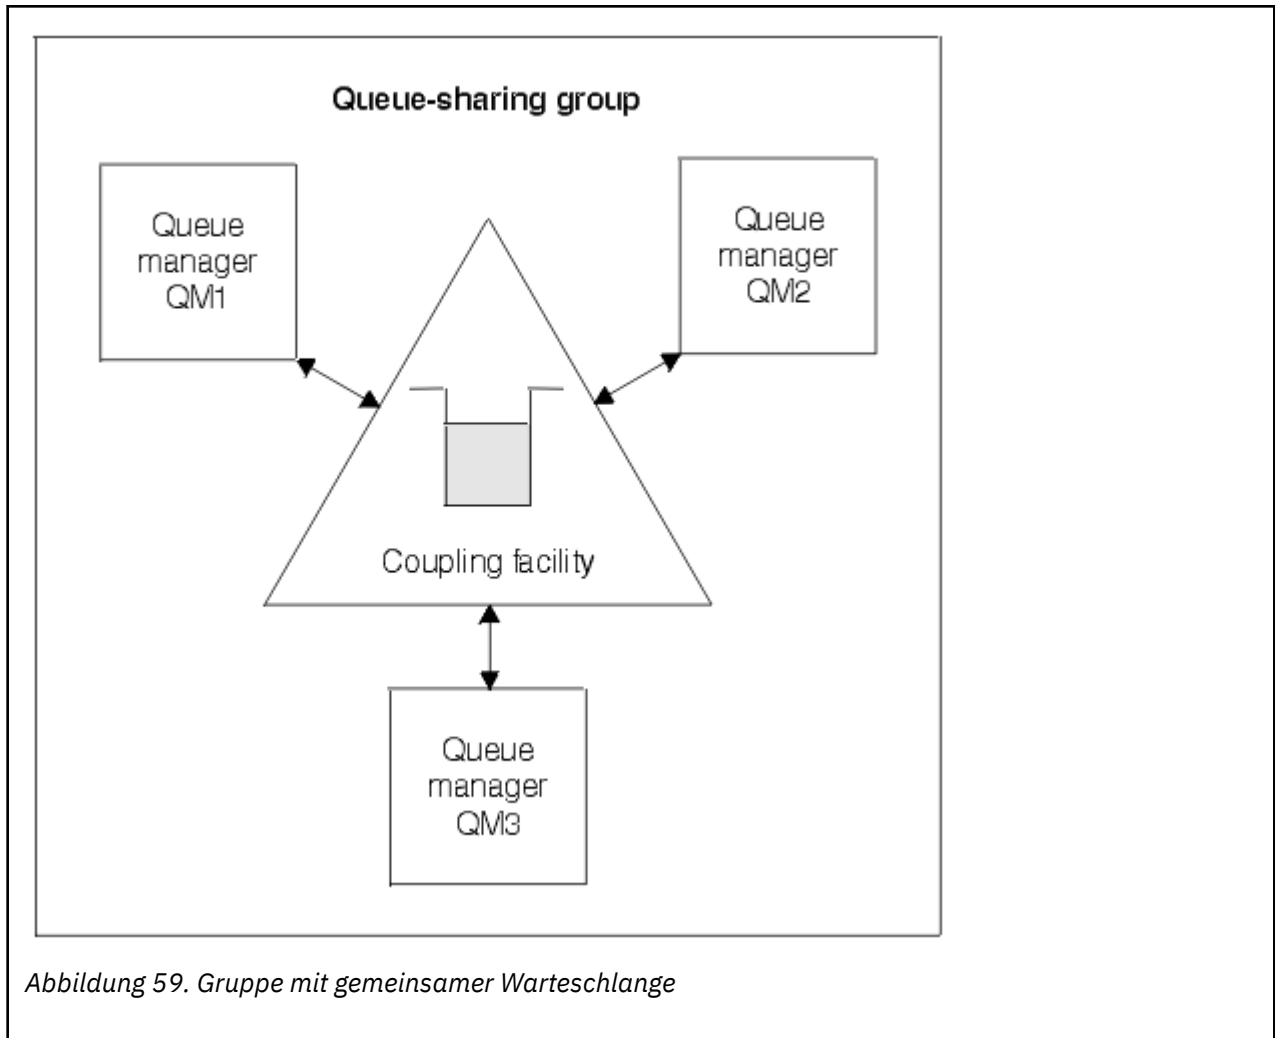 Queue-sharing group
Queue
manager
QM1
Queue
manager
QM2
Coupling facility
Queue
manager
QM3
Abbildung 59. Gruppe mit gemeinsamer Warteschlange